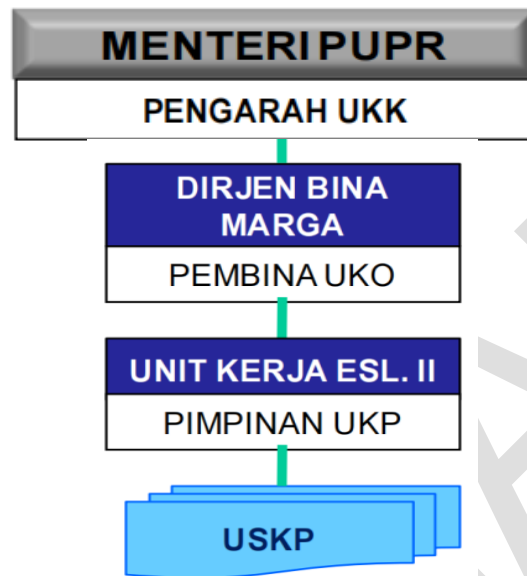 MENTERI PUPR
PENGARAH UKK
DIRJEN BINA
MARGA
PEMBINA UKO
UNIT KERJA ESL. II
PIMPINAN UKP
USKP